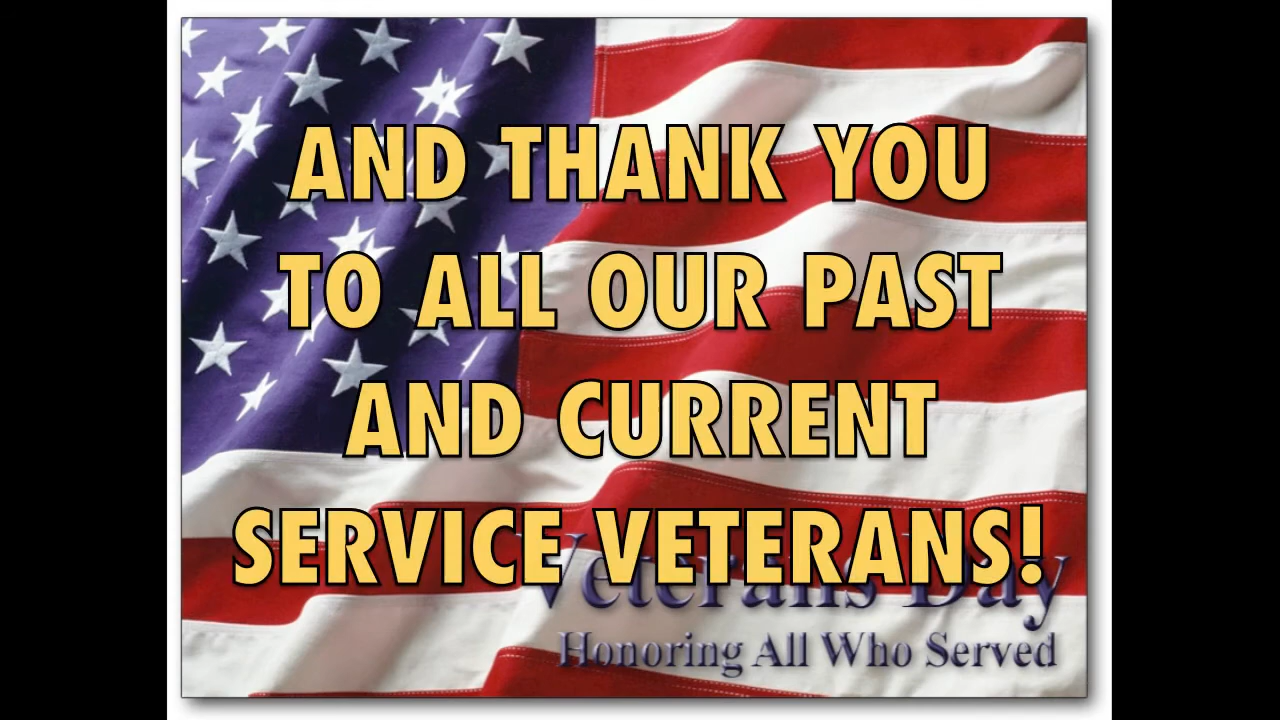 AND THANK YOU
TO ALL OUR PAST
AND CURRENT
SERVICE VETERANS!
Veterans Day
Honoring All Who Served